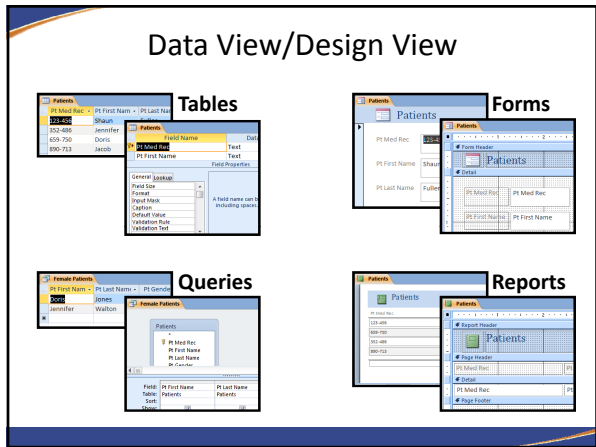 Data View/Design View
Tables
Patients
Pt Med Rec Pt First Nam Pt Last Na
123-456 Shaun
352-486 Jennifer
659-750 Doris
890-713 Jacob
Patients
Field Name Data
Pt Med Rec Text
Pt First Name Text
Field Properties
General Lookup
Field Size
Format
Input Mask
Caption
Default Value
Validation Rule
Validation Text
A field name can b
including spaces.
Forms
Patients
Patients
Pt Med Rec 123-4
Pt First Name Shaun
Pt Last Name Fuller
Patients
Form Header
Patients
Detail
Pt Med Rec Pt Med Rec
Pt First Name Pt First Name
Queries
Female Patients
Pt First Nam Pt Last Nam Pt Gende
Doris Jones
Jennifer Walton
Female Patients
Patients
*
Pt Med Rec
Pt First Name
Pt Last Name
Pt Gender
Field: Pt First Name Pt Last Name
Table: Patients Patients
Sort:
Show:
Reports
Patients
Patients
Pt Med Rec
123-456
659-750
352-486
890-713
Patients
Report Header
Patients
Page Header
Pt Med Rec Pt
Detail
Pt Med Rec Pt
Page Footer